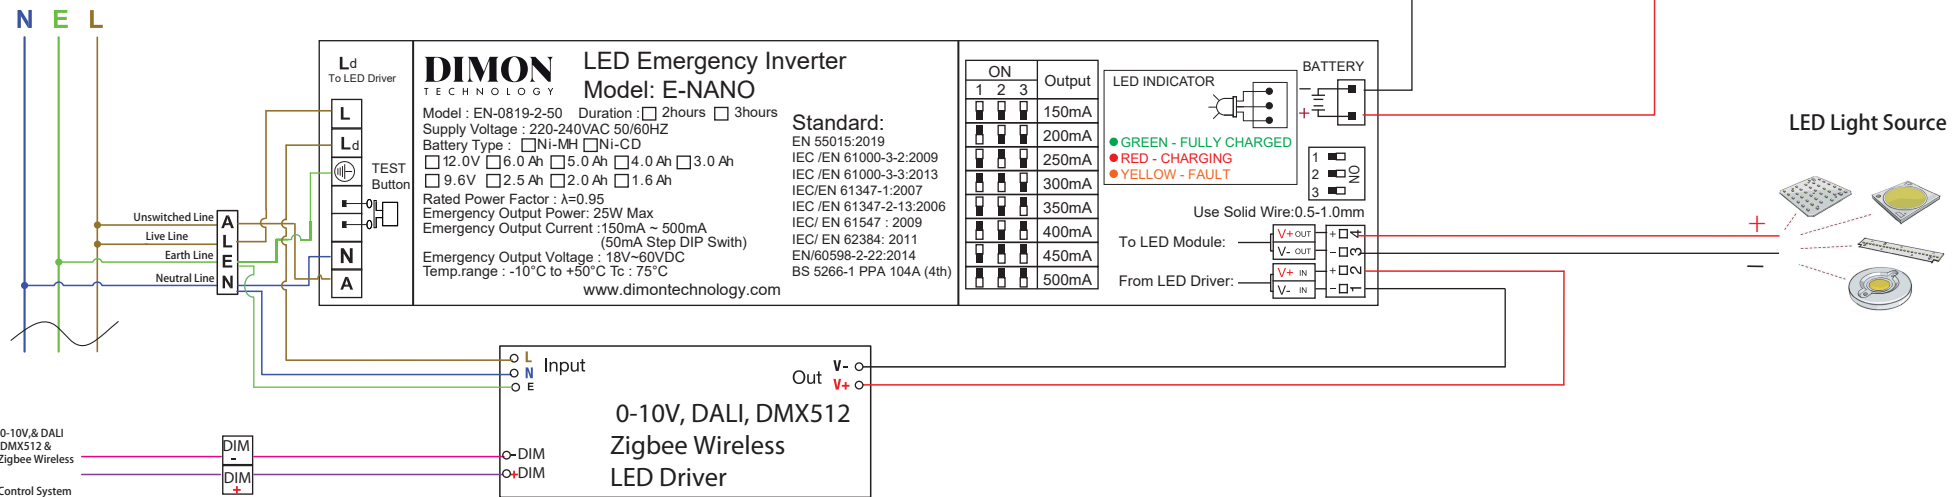 N E L
Unswitched Line
Live Line
Earth Line
Neutral Line
A
L
E
N
Ld
To LED Driver
L
Ld
TEST
Button
N
A
DIMON
TECHNOLOGY
LED Emergency Inverter
Model: E-NANO
Model : EN-0819-2-50 Duration : 2hours 3hours
Supply Voltage : 220-240VAC 50/60HZ
Battery Type : Ni-MH Ni-CD
12.0V 6.0 Ah 5.0 Ah 4.0 Ah 3.0 Ah
9.6V 2.5 Ah 2.0 Ah 1.6 Ah
Rated Power Factor : λ=0.95
Emergency Output Power: 25W Max
Emergency Output Current :150mA ~ 500mA
(50mA Step DIP Swith)
Emergency Output Voltage : 18V~60VDC
Temp.range : -10°C to +50°C Tc : 75°C
www.dimontechnology.com
Standard:
EN 55015:2019
IEC /EN 61000-3-2:2009
IEC /EN 61000-3-3:2013
IEC/EN 61347-1:2007
IEC /EN 61347-2-13:2006
IEC/ EN 61547 : 2009
IEC/ EN 62384: 2011
EN/60598-2-22:2014
BS 5266-1 PPA 104A (4th)
ON
1 2 3
Output
150mA
200mA
250mA
300mA
350mA
400mA
450mA
500mA
LED INDICATOR
GREEN - FULLY CHARGED
RED - CHARGING
YELLOW - FAULT
BATTERY
−
+
1
2
3
NO
Use Solid Wire:0.5-1.0mm
To LED Module:
V+ OUT + 4
V- OUT - 3
From LED Driver:
V+ IN + 2
V- IN - 1
LED Light Source
+
−
L
N
E
Input
Out
V-
V+
0-10V, DALI, DMX512
Zigbee Wireless
LED Driver
-DIM
+DIM
0-10V,& DALI
DMX512 &
Zigbee Wireless
Control System
DIM
-
DIM
+